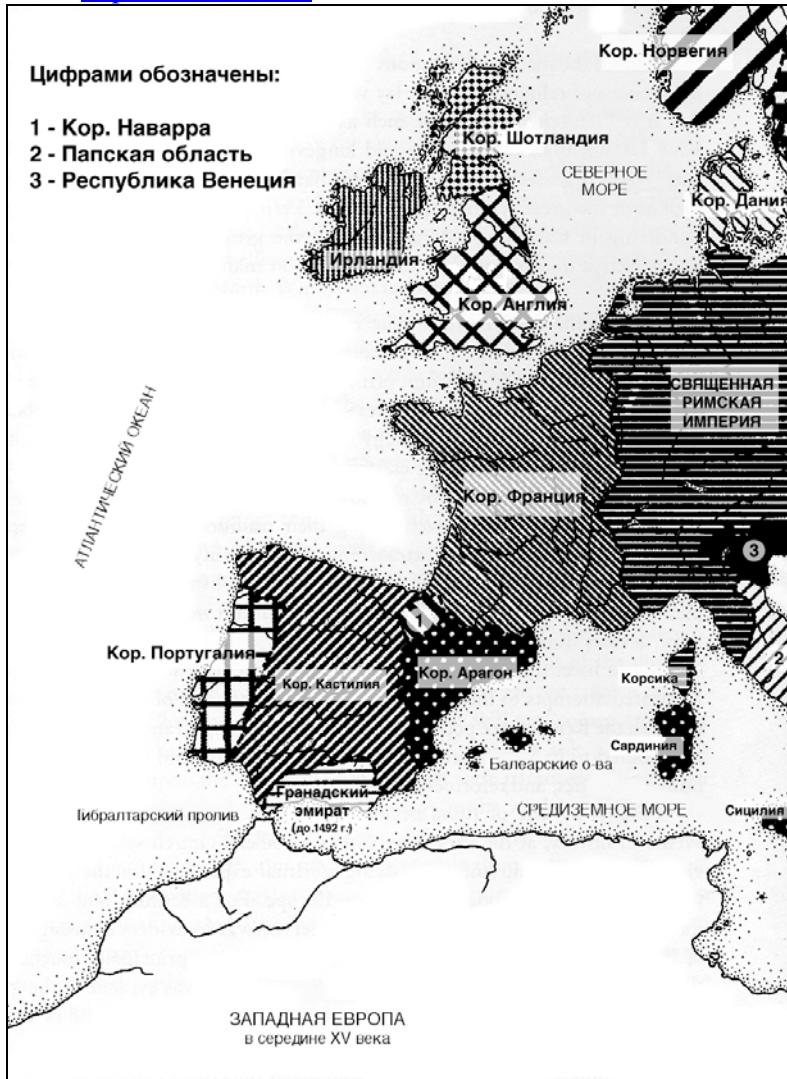 Цифрами обозначены:
1 - Кор. Наварра
2 - Папская область
3 - Республика Венеция
Кор. Норвегия
Кор. Шотландия
СЕВЕРНОЕ
МОРЕ
Кор. Дания
Ирландия
Кор. Англия
СВЯЩЕННАЯ
РИМСКАЯ
ИМПЕРИЯ
АТЛАНТИЧЕСКИЙ ОКЕАН
Кор. Франция
3
1
2
Кор. Португалия
Кор. Кастилия
Кор. Арагон
Корсика
Сардиния
Балеарские о-ва
Гранадский
эмират
(до.1492 г.)
Гибралтарский пролив
СРЕДИЗЕМНОЕ МОРЕ
Сицилия
ЗАПАДНАЯ ЕВРОПА
в середине XV века